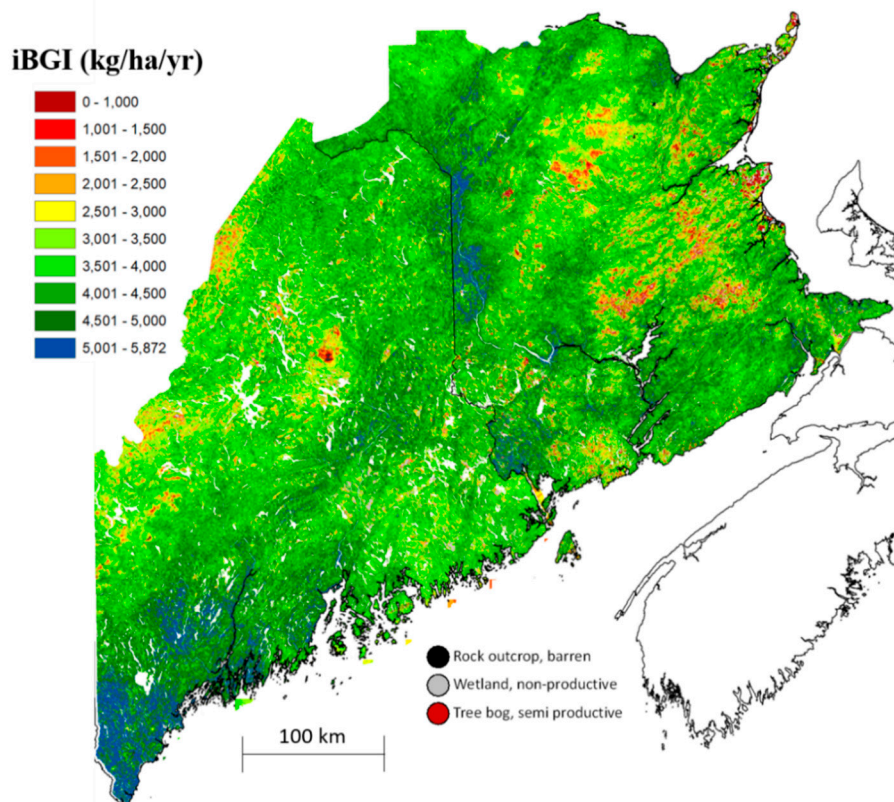 iBGI (kg/ha/yr)
0 - 1,000
1,001 - 1,500
1,501 - 2,000
2,001 - 2,500
2,501 - 3,000
3,001 - 3,500
3,501 - 4,000
4,001 - 4,500
4,501 - 5,000
5,001 - 5,872
Rock outcrop, barren
Wetland, non-productive
Tree bog, semi productive
100 km